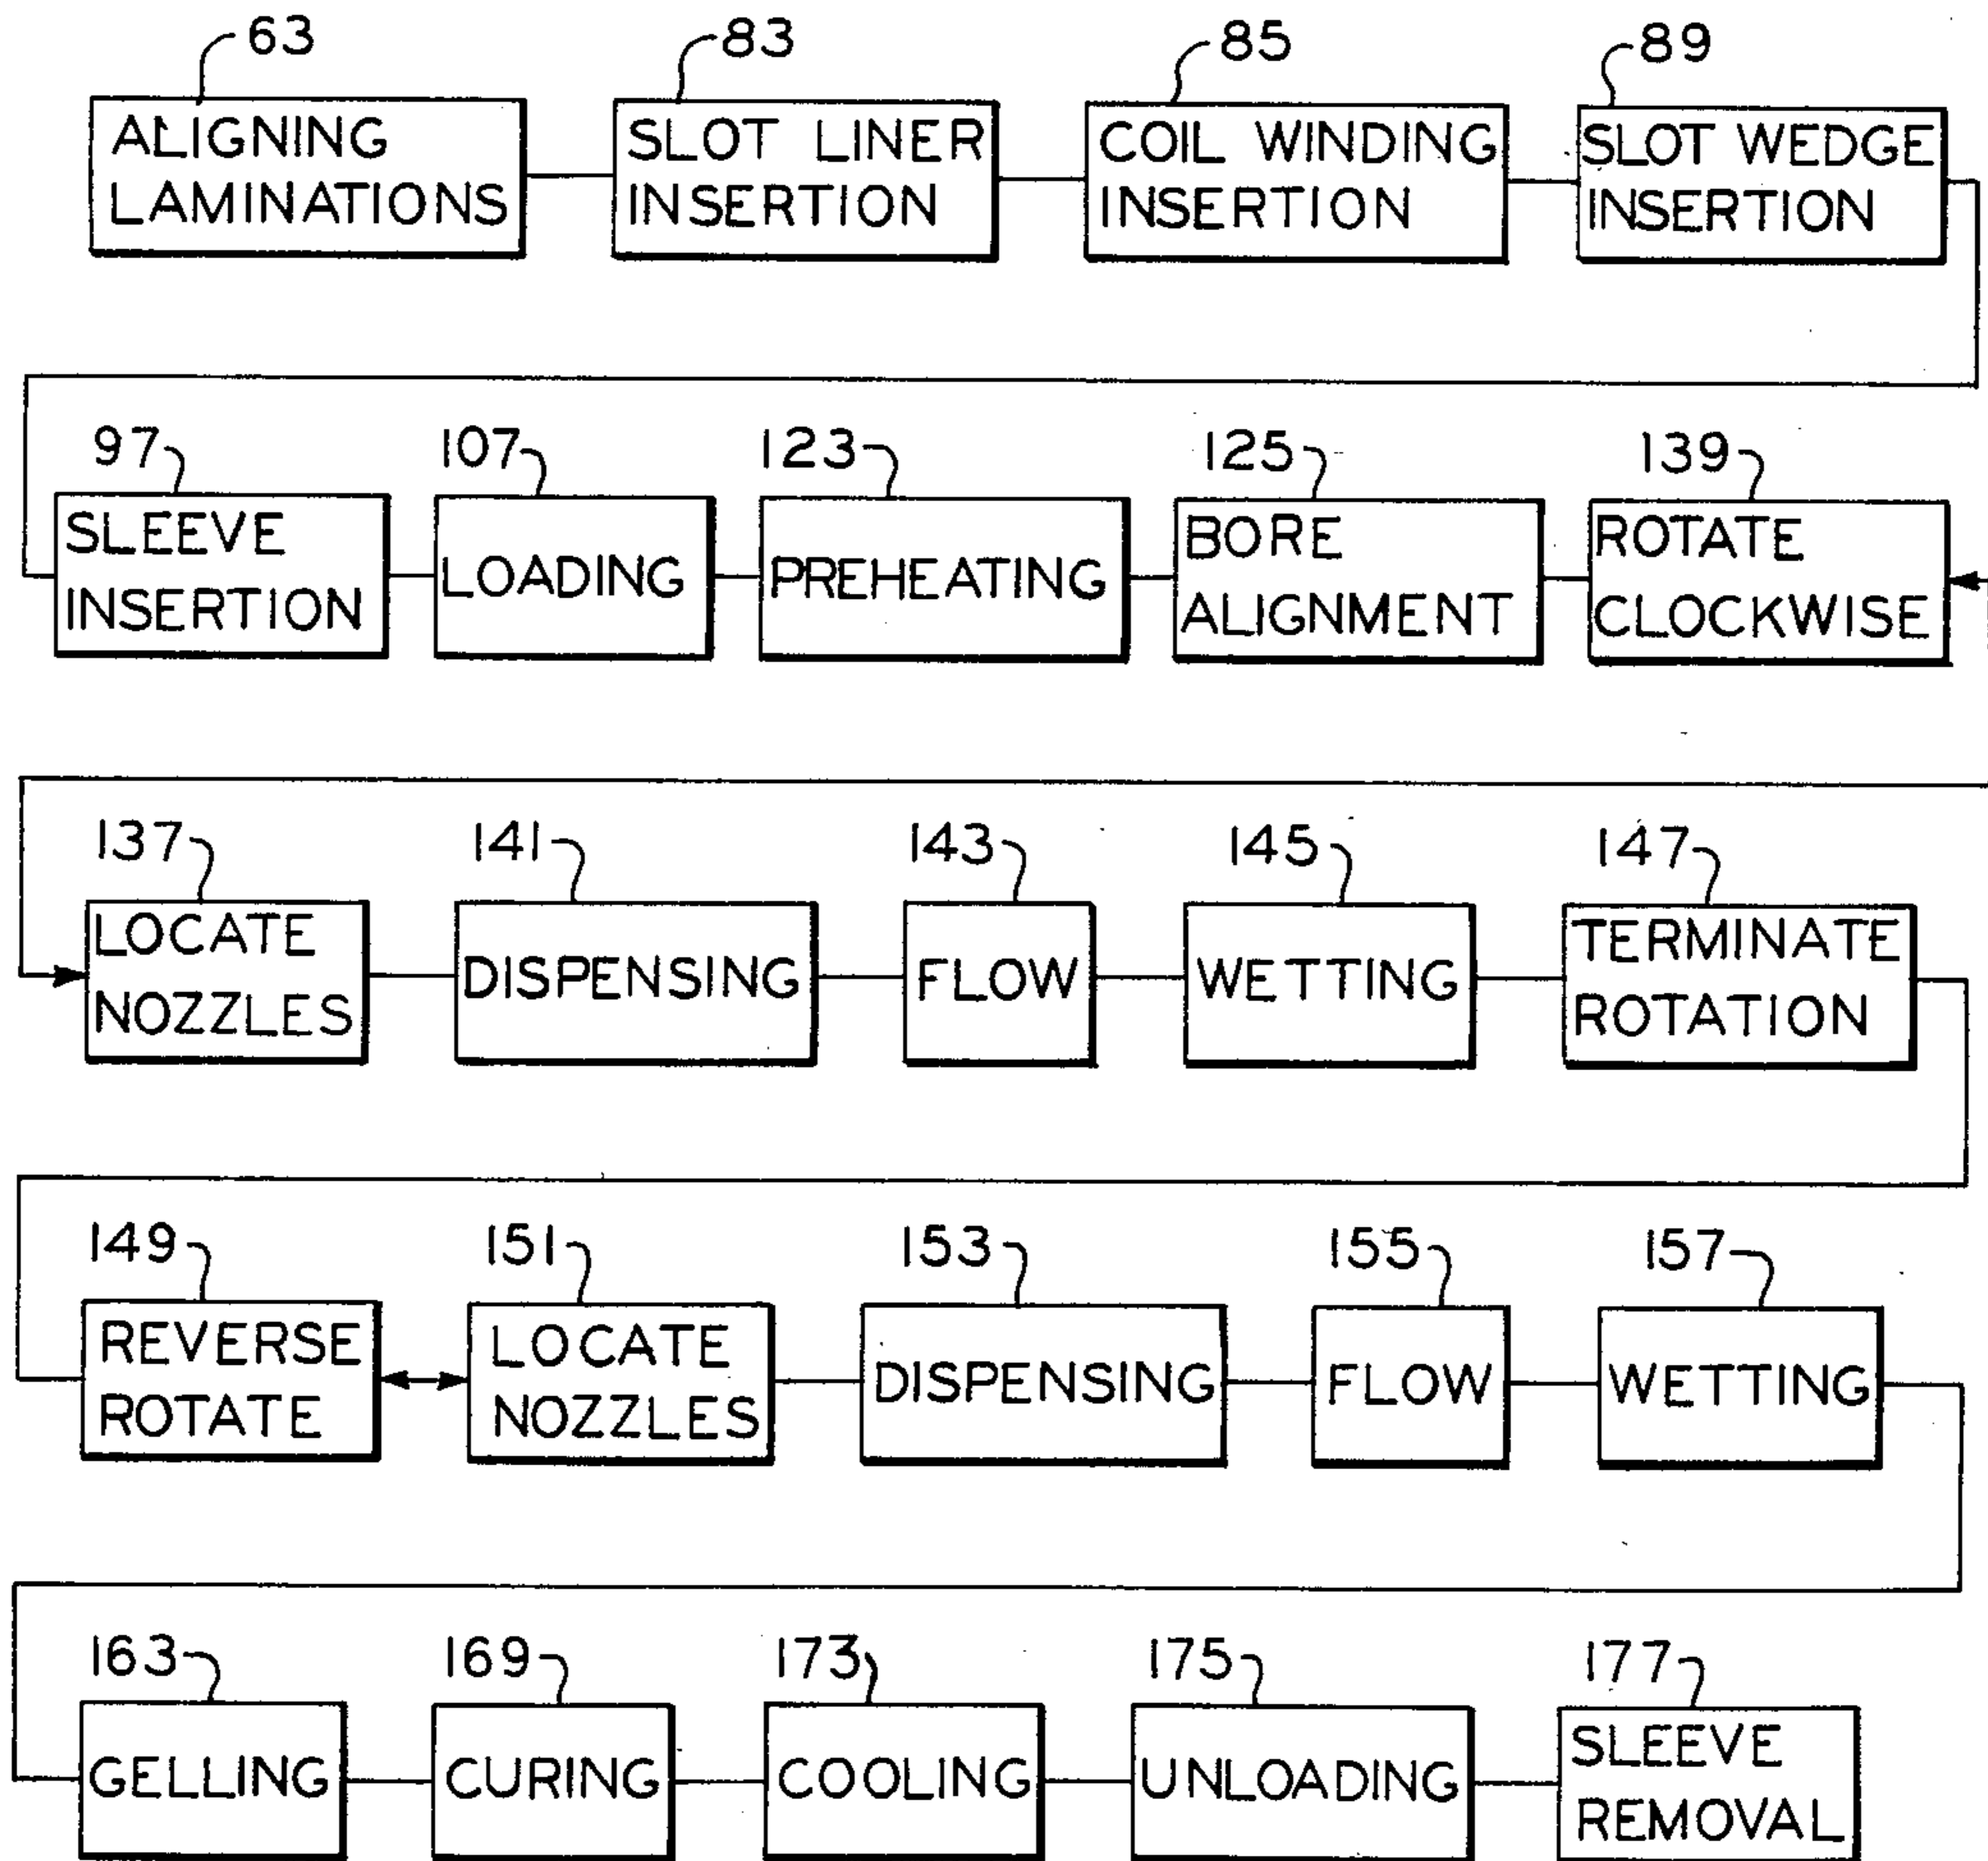 63 83 85 89
ALIGNING
LAMINATIONS
SLOT LINER
INSERTION
COIL WINDING
INSERTION
SLOT WEDGE
INSERTION
97 107 123 125 139
SLEEVE
INSERTION
LOADING
PREHEATING
BORE
ALIGNMENT
ROTATE
CLOCKWISE
137 141 143 145 147
LOCATE
NOZZLES
DISPENSING
FLOW
WETTING
TERMINATE
ROTATION
149 151 153 155 157
REVERSE
ROTATE
LOCATE
NOZZLES
DISPENSING
FLOW
WETTING
163 169 173 175 177
GELLING
CURING
COOLING
UNLOADING
SLEEVE
REMOVAL